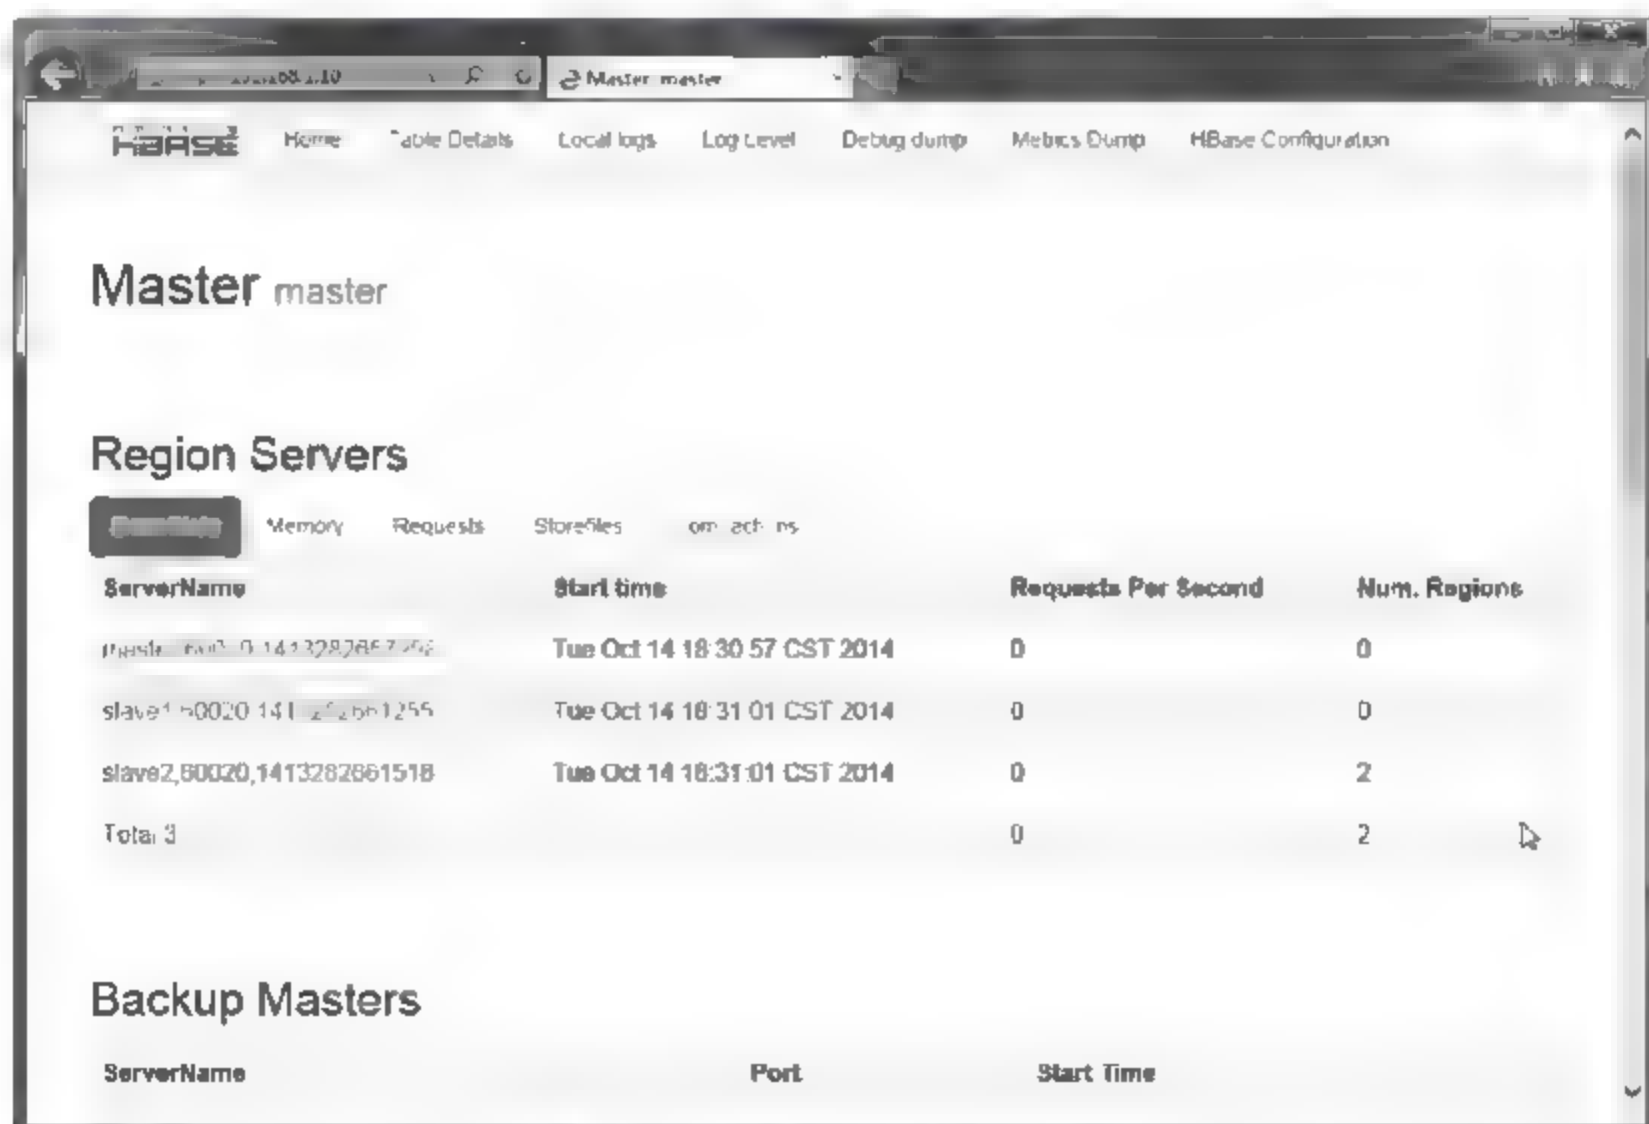 Master master
HBASE Home Table Details Local logs Log Level Debug dump Metrics Dump HBase Configuration
Master master
Region Servers
Memory Requests Storefiles
ServerName Start time Requests Per Second Num. Regions
Tue Oct 14 18:30:57 CST 2014 0 0
Tue Oct 14 18:31:01 CST 2014 0 0
slave2,60020,1413282661518 Tue Oct 14 18:31:01 CST 2014 0 2
Total 3 0 2
Backup Masters
ServerName Port Start Time